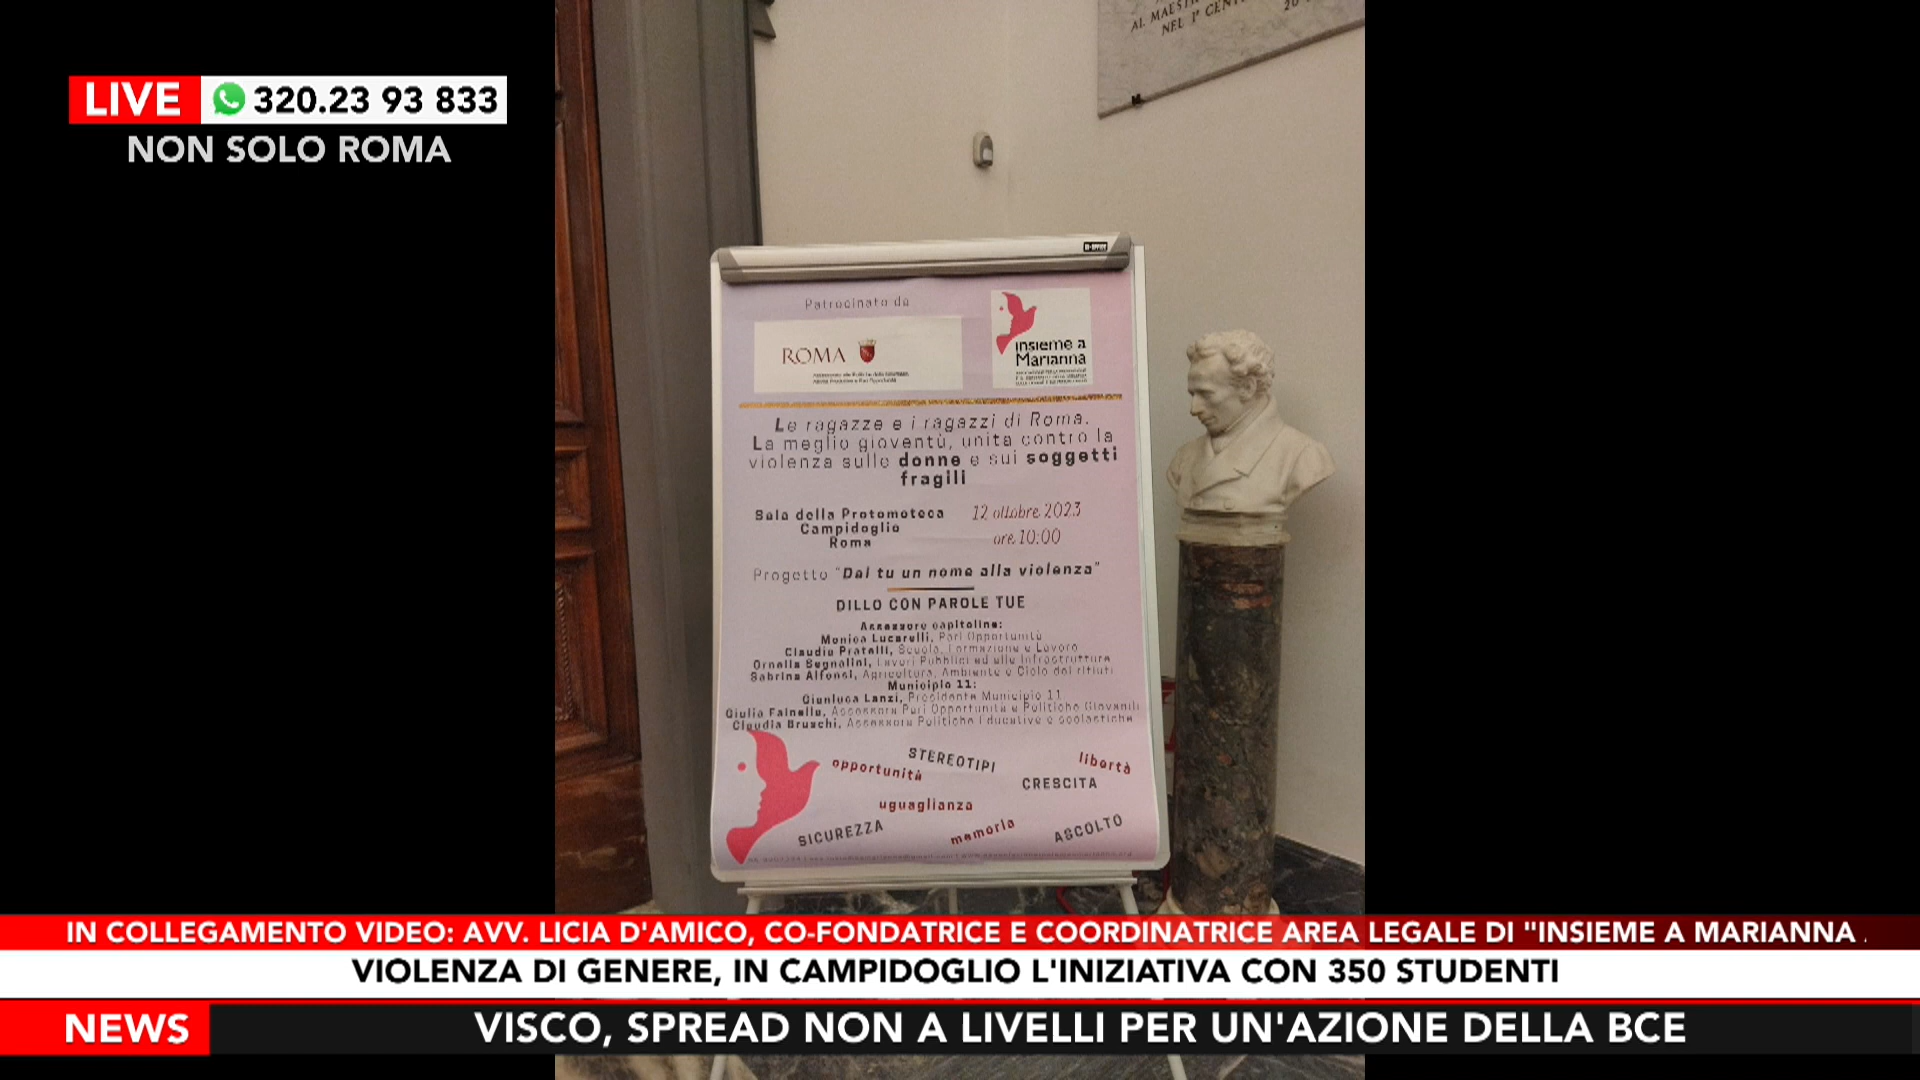 AL MAESTR
NEL 1° CENT
LIVE 320.23 93 833
NON SOLO ROMA
Patrocinato da
ROMA
insieme a
Marianna
Le ragazze e i ragazzi di Roma.
La meglio gioventù, unita contro la
violenza sulle donne e sui soggetti
fragili
Sala della Protomoteca
Campidoglio
Roma
12 ottobre 2023
ore 10:00
Progetto "Dai tu un nome alla violenza"
DILLO CON PAROLE TUE
Assessore capitoline:
Monica Lucarelli, Pari Opportunità
Claudia Pratelli, Scuola, Formazione e Lavoro
Ornella Segnalini, Lavori Pubblici ed alle Infrastrutture
Sabrina Alfonsi, Agricoltura, Ambiente e Ciclo dei rifiuti
Municipio 11:
Gianluca Lanzi, Presidente Municipio 11
Giulia Fainella, Assessora Pari Opportunità e Politiche Giovanili
Claudia Bruschi, Assessora Politiche Educative e scolastiche
STEREOTIPI
opportunità
libertà
CRESCITA
uguaglianza
SICUREZZA
memoria
ASCOLTO
IN COLLEGAMENTO VIDEO: AVV. LICIA D'AMICO, CO-FONDATRICE E COORDINATRICE AREA LEGALE DI "INSIEME A MARIANNA
VIOLENZA DI GENERE, IN CAMPIDOGLIO L'INIZIATIVA CON 350 STUDENTI
NEWS VISCO, SPREAD NON A LIVELLI PER UN'AZIONE DELLA BCE